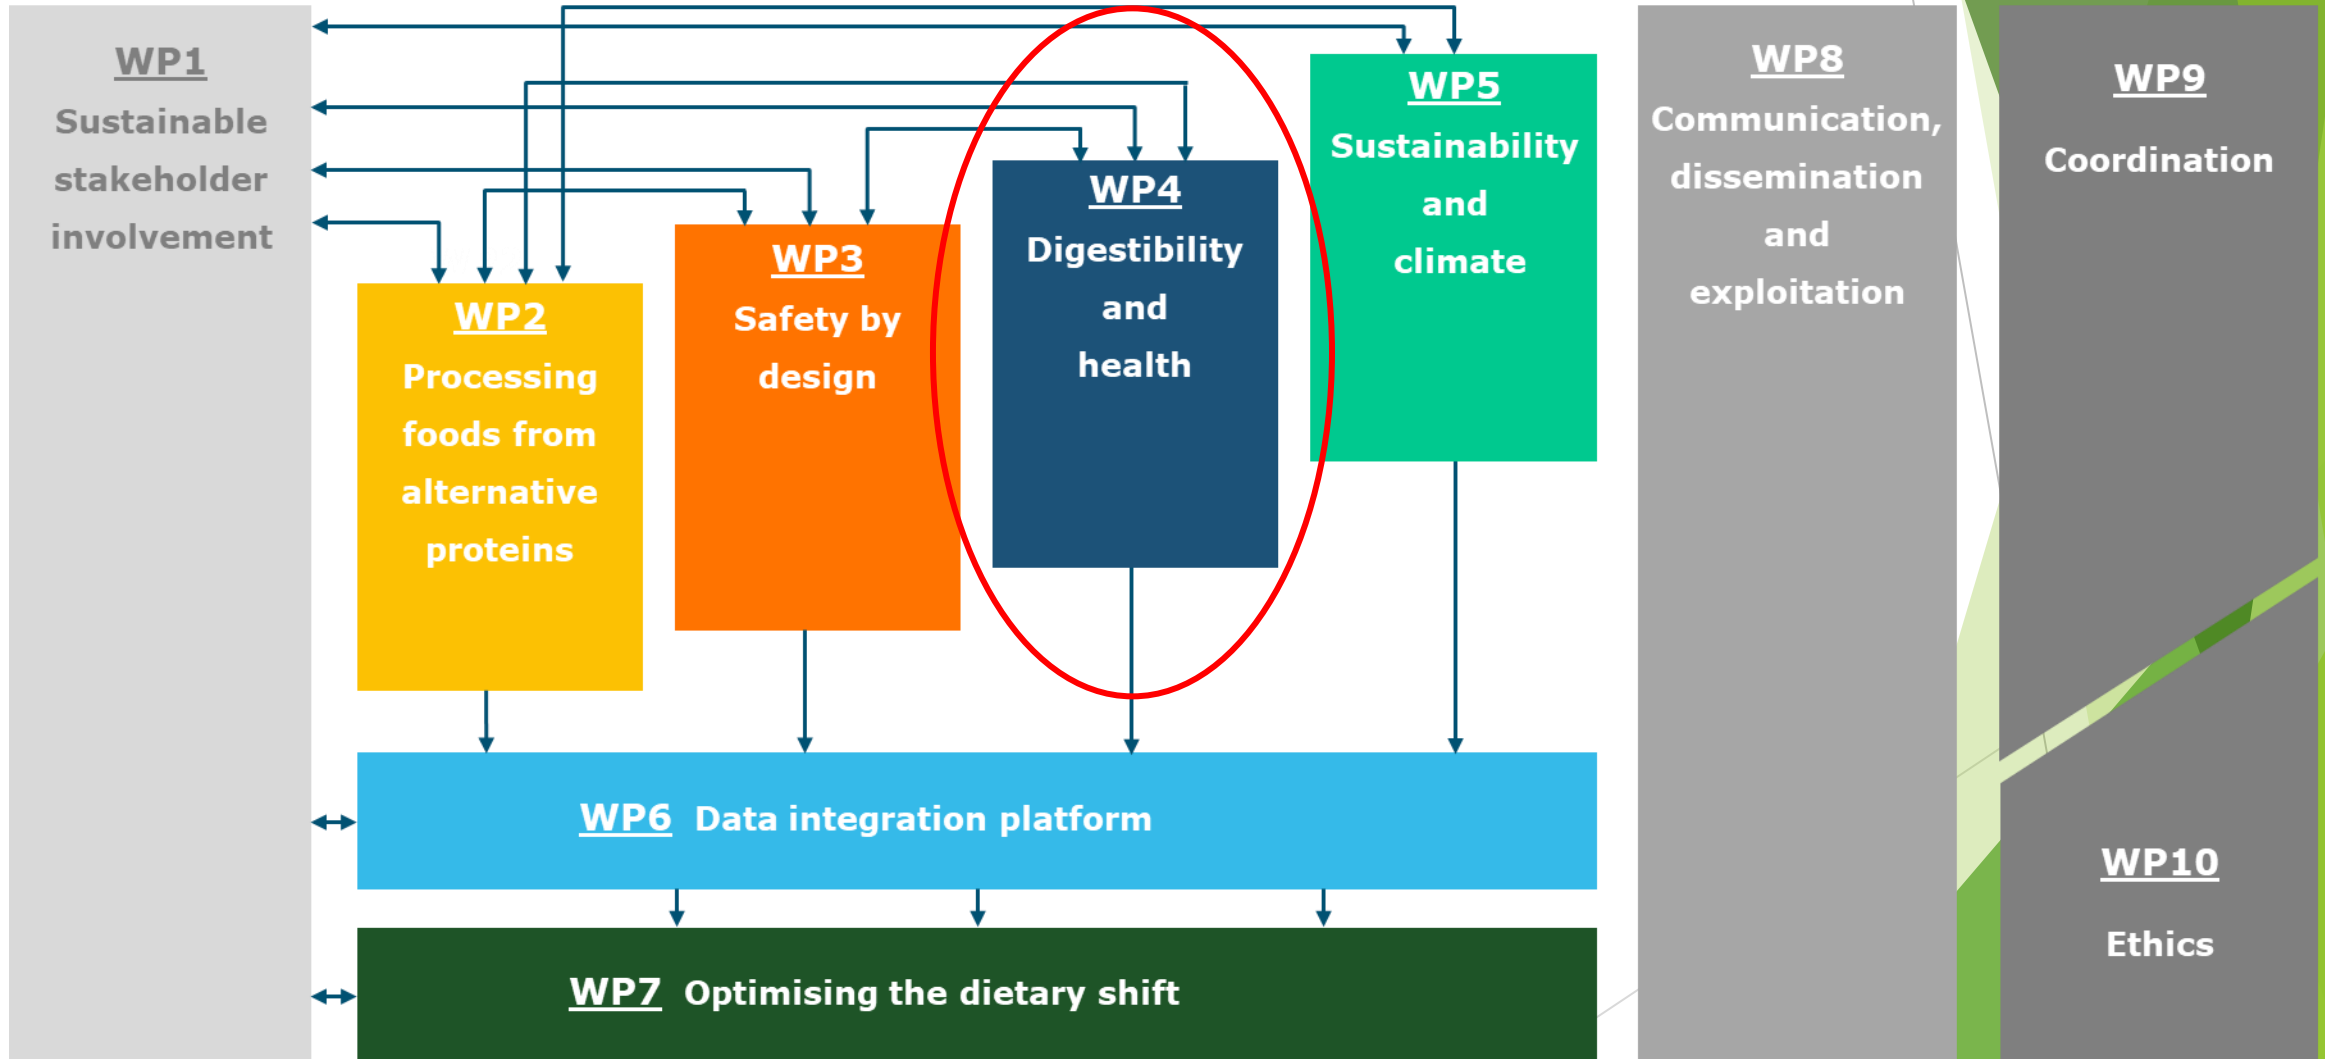 WP1
Sustainable
stakeholder
involvement
WP2
Processing
foods from
alternative
proteins
WP3
Safety by
design
WP4
Digestibility
and
health
WP5
Sustainability
and
climate
WP6 Data integration platform
WP7 Optimising the dietary shift
WP8
Communication,
dissemination
and
exploitation
WP9
Coordination
WP10
Ethics